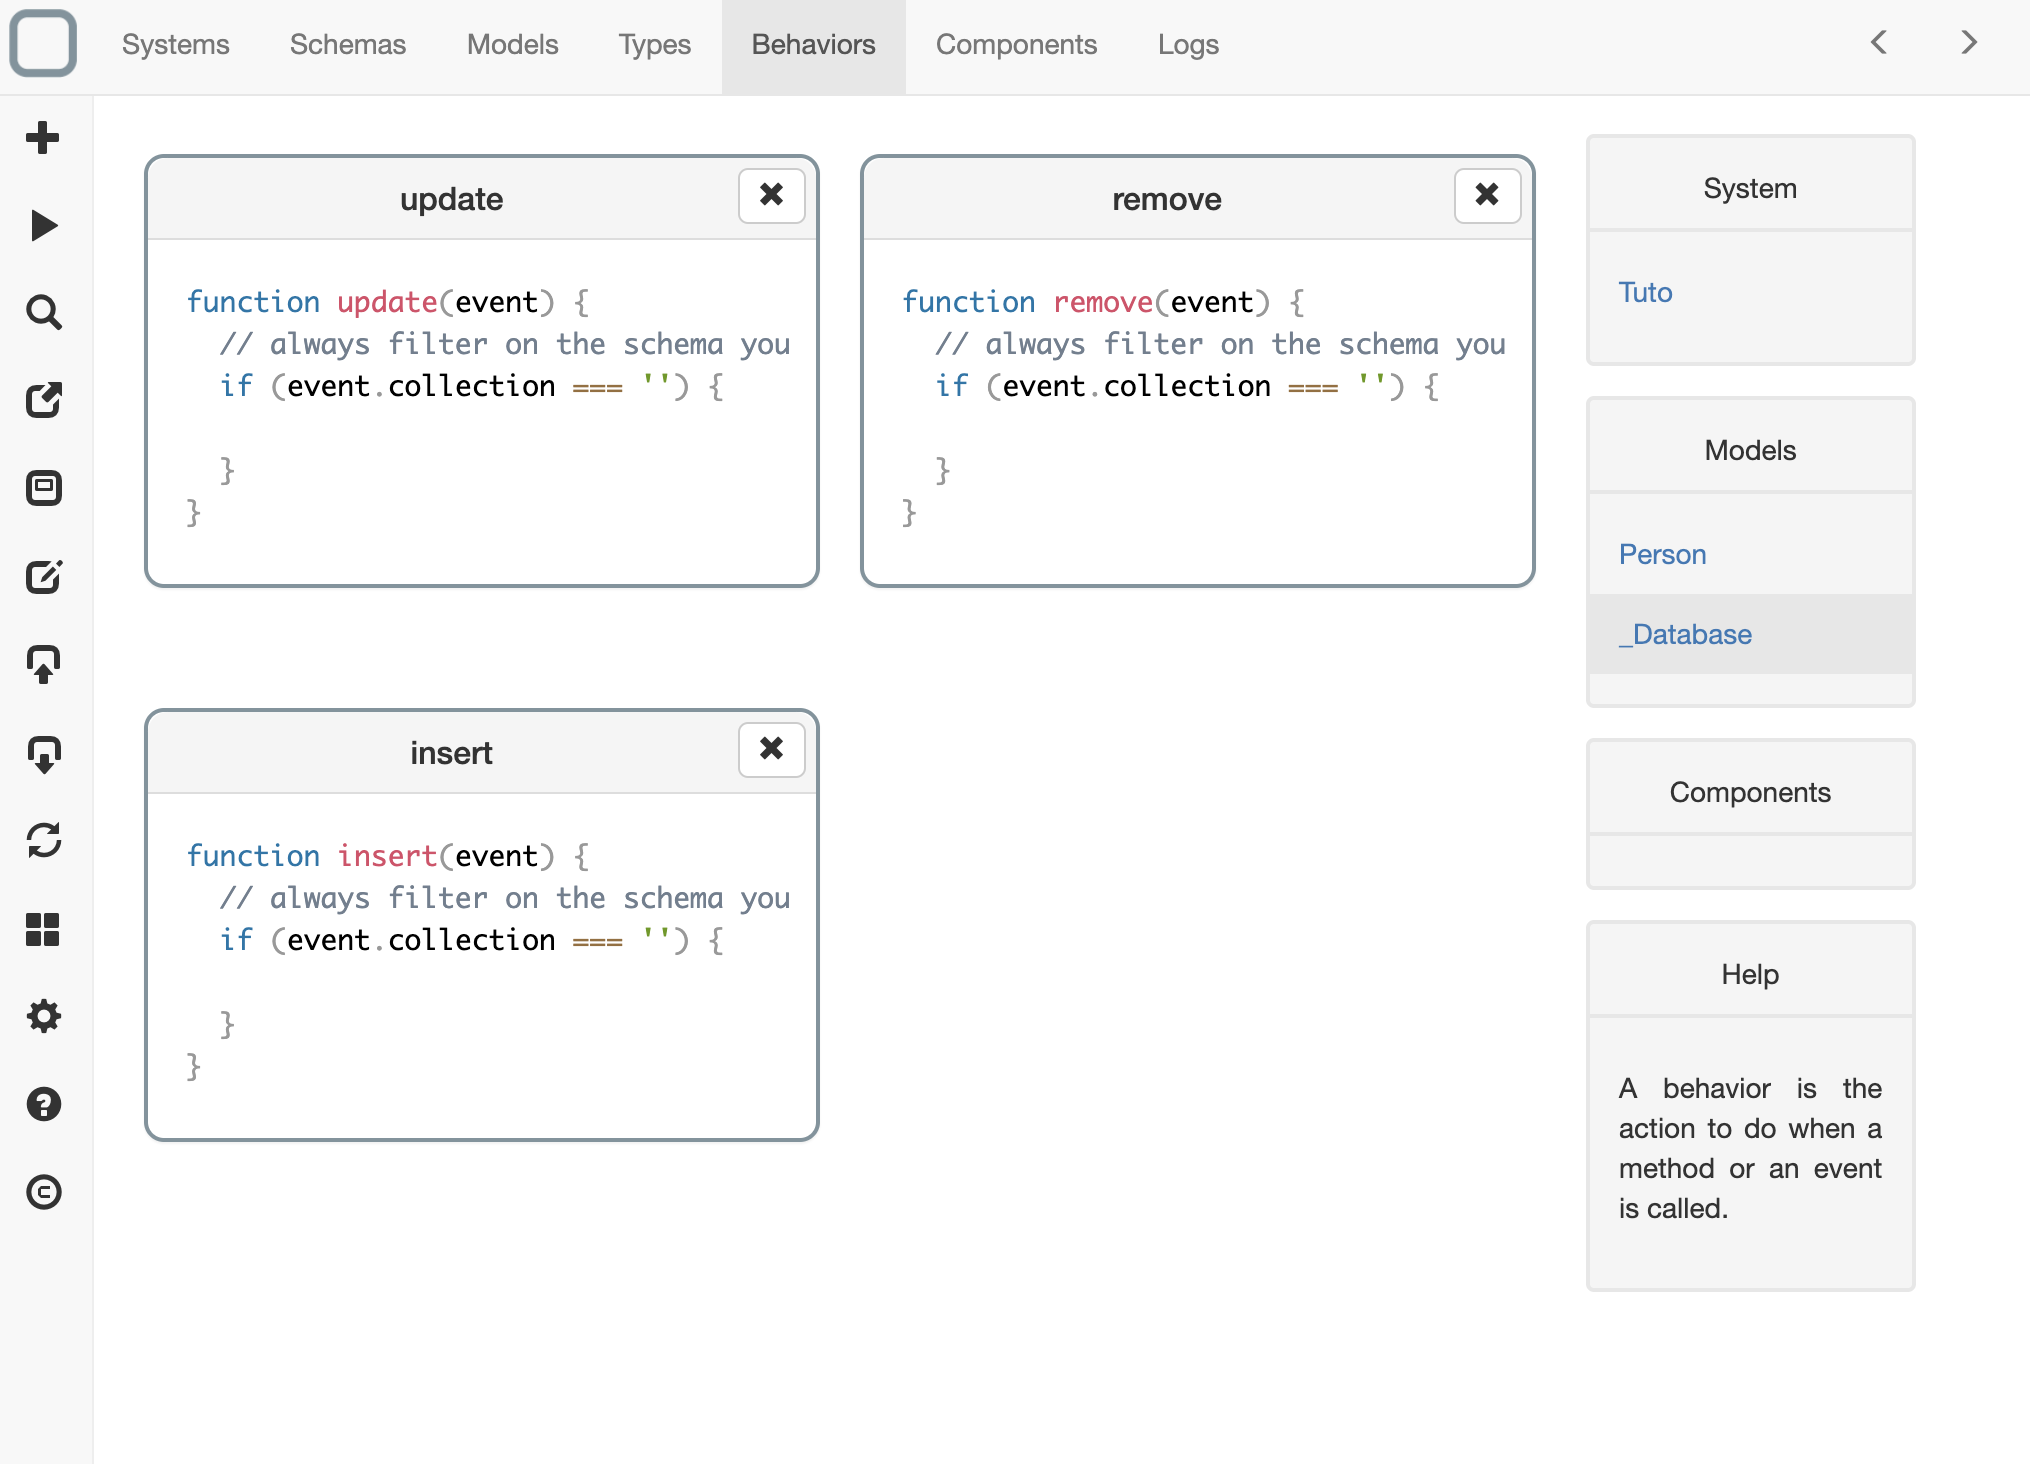 Systems Schemas Models Types Behaviors Components Logs
update
function update(event) {
  // always filter on the schema you
  if (event.collection === '') {
  }
}
remove
function remove(event) {
  // always filter on the schema you
  if (event.collection === '') {
  }
}
insert
function insert(event) {
  // always filter on the schema you
  if (event.collection === '') {
  }
}
System
Tuto
Models
Person
_Database
Components
Help
A behavior is the
action to do when a
method or an event
is called.